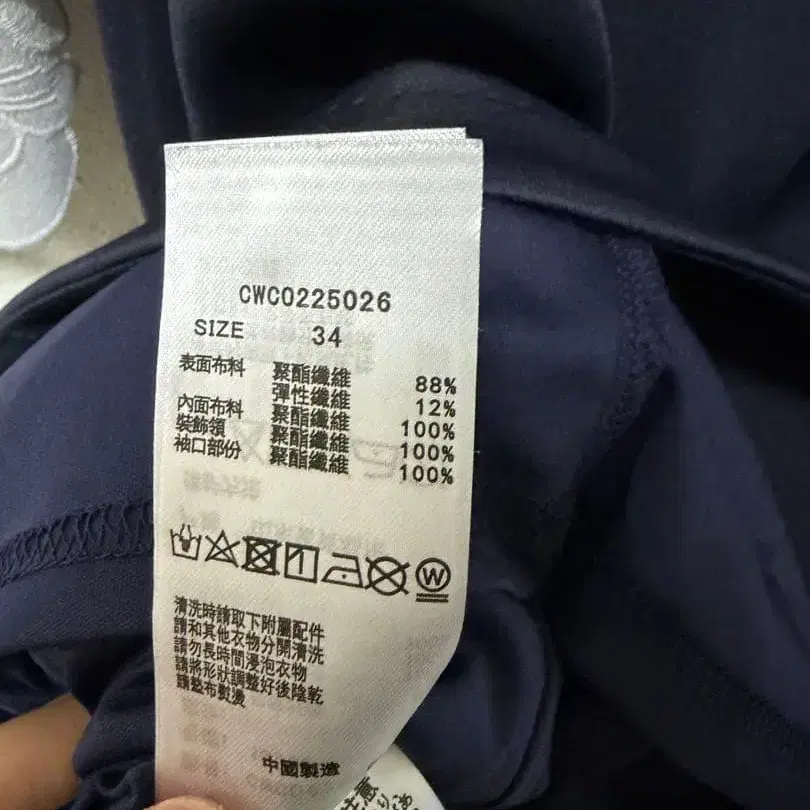 CWC0225026
SIZE 34
表面布料 聚酯纖維 88%
彈性纖維 12%
內面布料 聚酯纖維 100%
裝飾領 聚酯纖維 100%
袖口部份 聚酯纖維 100%
W
清洗時請取下附屬配件
請和其他衣物分開清洗
請勿長時間浸泡衣物
請將形狀調整好後陰乾
請墊布熨燙
中國製造